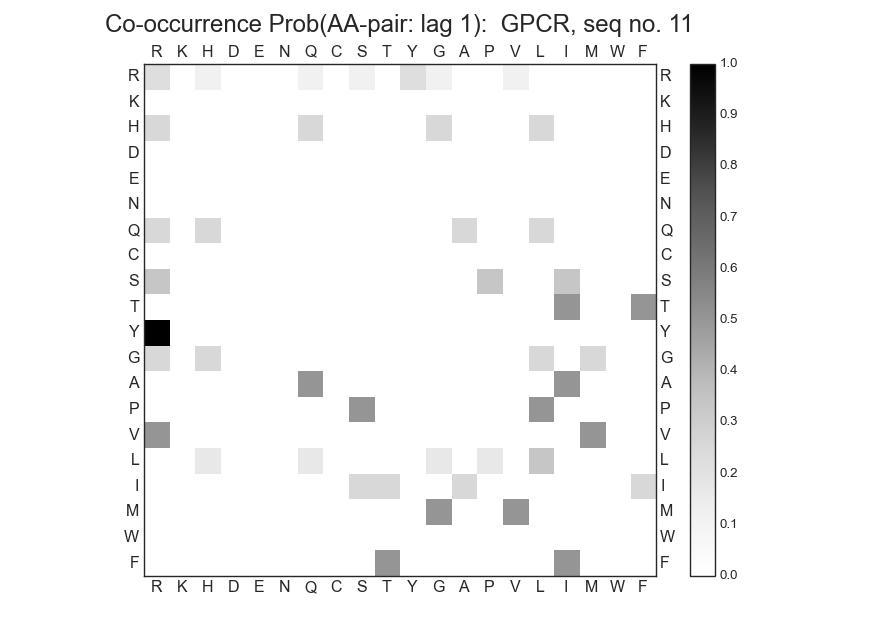 Co-occurrence Prob(AA-pair: lag 1):  GPCR, seq no. 11
R K H D E N Q C S T Y G A P V L I M W F
R R 1.0
K K 0.9
H H
D D 0.8
E E
N N 0.7
Q Q
C C 0.6
S S
T T 0.5
Y Y
G G 0.4
A A
P P 0.3
V V
L L 0.2
I I
M M 0.1
W W
F F 0.0
R K H D E N Q C S T Y G A P V L I M W F